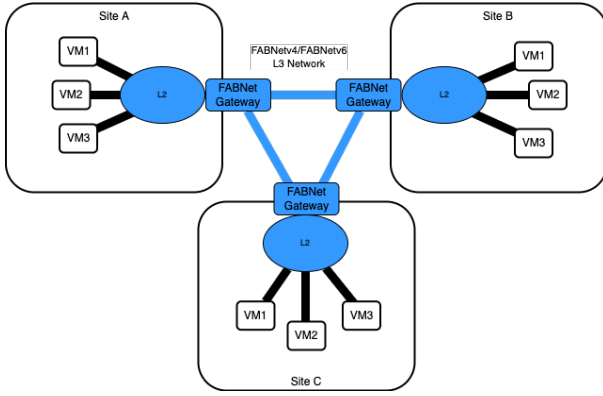 Site A
Site B
FABNetv4/FABNetv6
L3 Network
VM1
VM2
VM3
L2
FABNet
Gateway
FABNet
Gateway
L2
VM1
VM2
VM3
FABNet
Gateway
L2
VM1
VM2
VM3
Site C